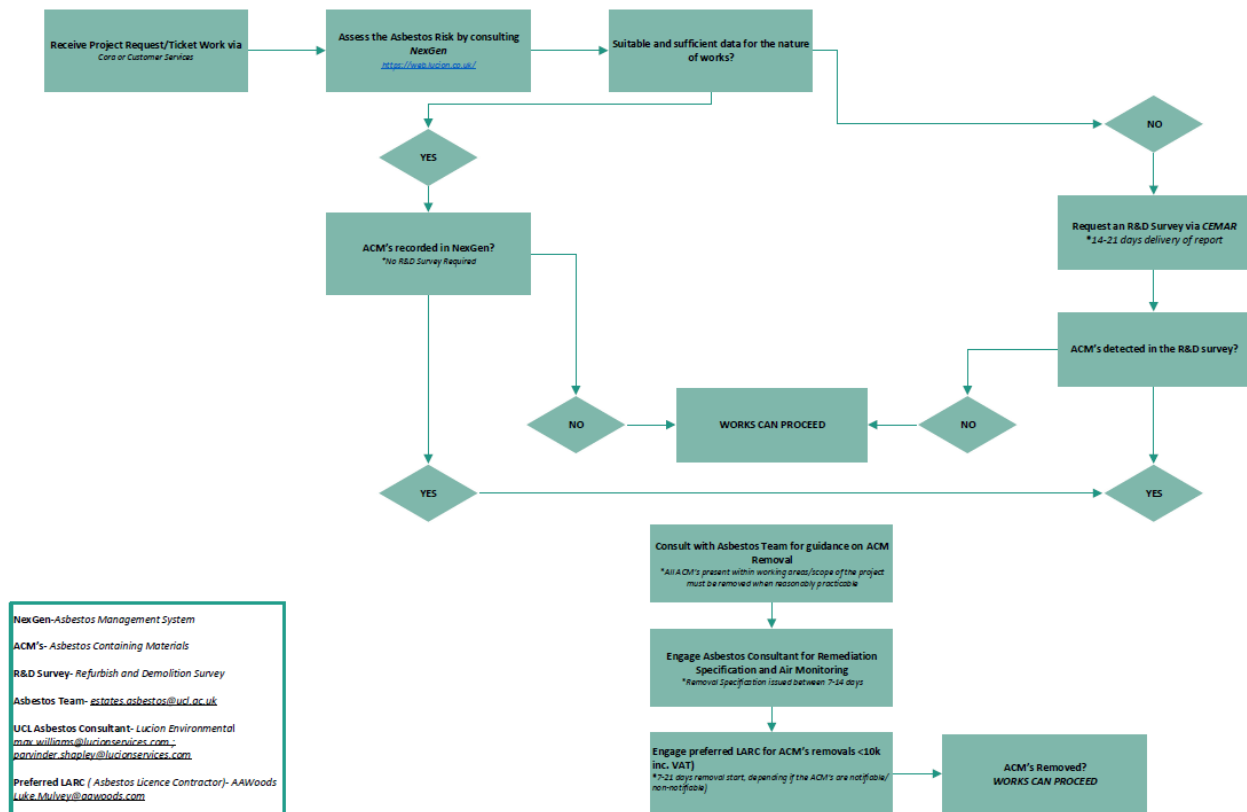 Receive Project Request/Ticket Work via
Cora or Customer Services
Assess the Asbestos Risk by consulting
NexGen
https://web.lucion.co.uk/
Suitable and sufficient data for the nature
of works?
NO
YES
Request an R&D Survey via CEMAR
*14-21 days delivery of report
ACM's recorded in NexGen?
*No R&D Survey Required
ACM's detected in the R&D survey?
NO
WORKS CAN PROCEED
NO
YES
YES
Consult with Asbestos Team for guidance on ACM
Removal
*All ACM's present within working areas/scope of the project
must be removed when reasonably practicable
Engage Asbestos Consultant for Remediation
Specification and Air Monitoring
*Removal Specification issued between 7-14 days
Engage preferred LARC for ACM's removals <10k
inc. VAT)
*7-21 days removal start, depending if the ACM's are notifiable/
non-notifiable)
ACM's Removed?
WORKS CAN PROCEED
NexGen-Asbestos Management System
ACM's- Asbestos Containing Materials
R&D Survey- Refurbish and Demolition Survey
Asbestos Team- estates.asbestos@ucl.ac.uk
UCL Asbestos Consultant- Lucion Environmental
max.williams@lucionservices.com ;
parvinder.shapley@lucionservices.com
Preferred LARC ( Asbestos Licence Contractor)- AAWoods
Luke.Mulvey@aawoods.com